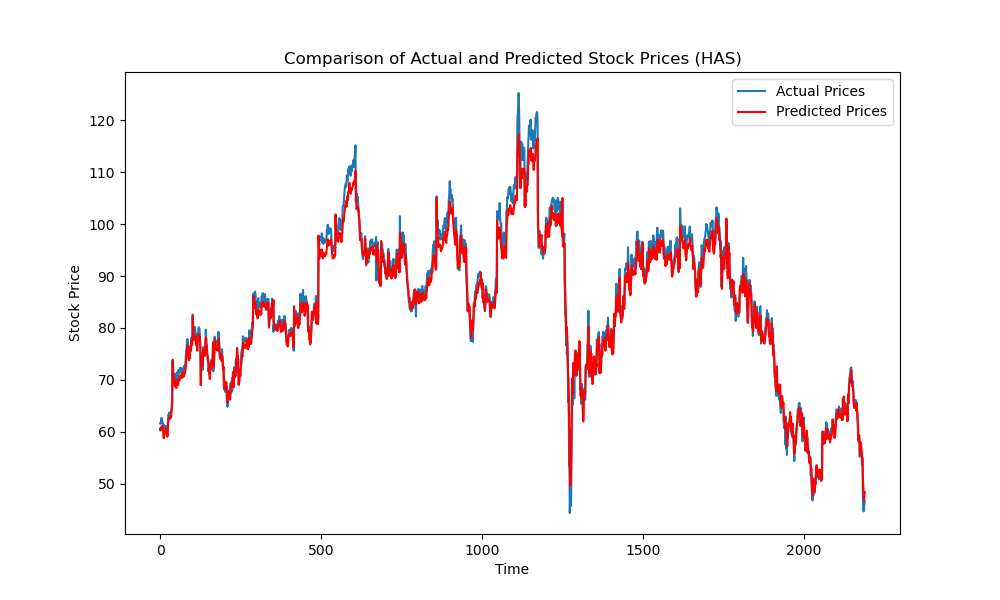 Comparison of Actual and Predicted Stock Prices (HAS)
Actual Prices
Predicted Prices
120
110
100
90
80
70
60
50
Stock Price
0
500
1000
1500
2000
Time